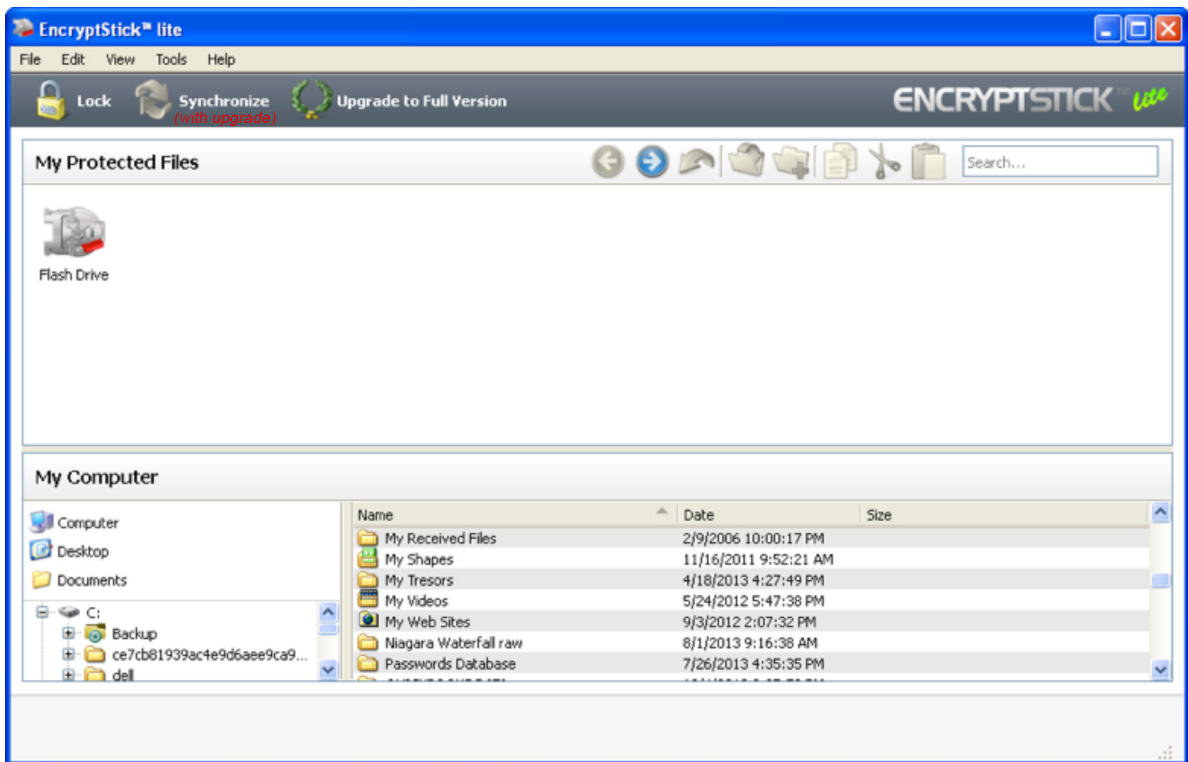 EncryptStick™ lite
File Edit View Tools Help
Lock Synchronize Upgrade to Full Version ENCRYPTSTICK™ lite
(with upgrade)
My Protected Files Search...
Flash Drive
My Computer
Computer
Desktop
Documents
C:
Backup
ce7cb81939ac4e9d6aee9ca9...
dell
Name Date Size
My Received Files 2/9/2006 10:00:17 PM
My Shapes 11/16/2011 9:52:21 AM
My Tresors 4/18/2013 4:27:49 PM
My Videos 5/24/2012 5:47:38 PM
My Web Sites 9/3/2012 2:07:32 PM
Niagara Waterfall raw 8/1/2013 9:16:38 AM
Passwords Database 7/26/2013 4:35:35 PM